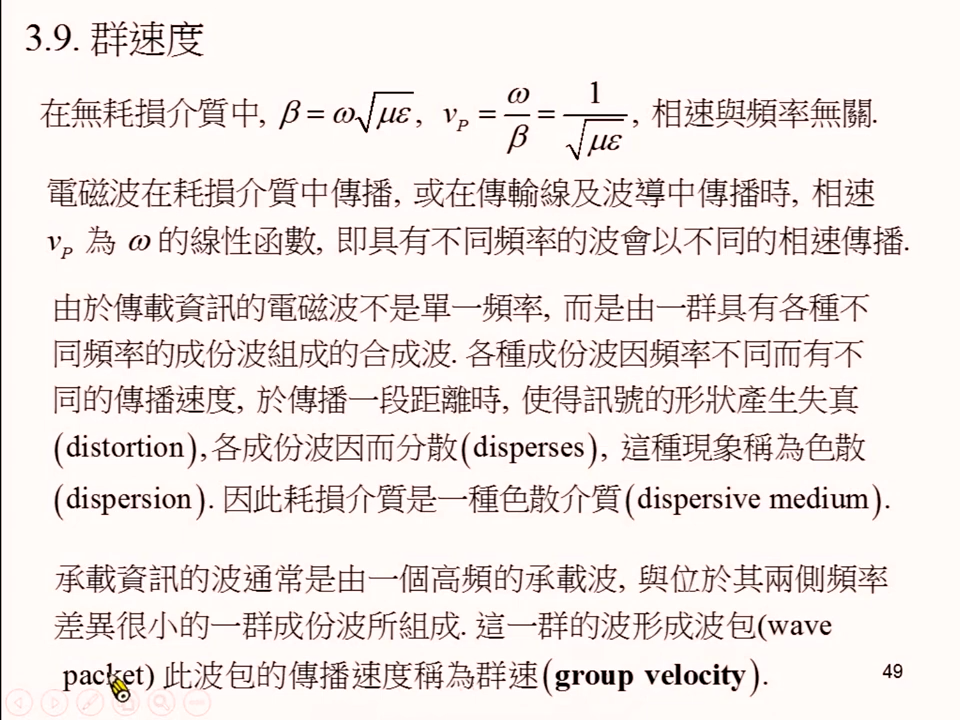 3.9. 群速度
在無耗損介質中, β = ω√με, v_P = ω/β = 1/√με, 相速與頻率無關.
電磁波在耗損介質中傳播, 或在傳輸線及波導中傳播時, 相速
v_P 為 ω 的線性函數, 即具有不同頻率的波會以不同的相速傳播.
由於傳載資訊的電磁波不是單一頻率, 而是由一群具有各種不
同頻率的成份波組成的合成波. 各種成份波因頻率不同而有不
同的傳播速度, 於傳播一段距離時, 使得訊號的形狀產生失真
(distortion), 各成份波因而分散(disperses), 這種現象稱為色散
(dispersion). 因此耗損介質是一種色散介質(dispersive medium).
承載資訊的波通常是由一個高頻的承載波, 與位於其兩側頻率
差異很小的一群成份波所組成. 這一群的波形成波包(wave
packet) 此波包的傳播速度稱為群速(group velocity).
49